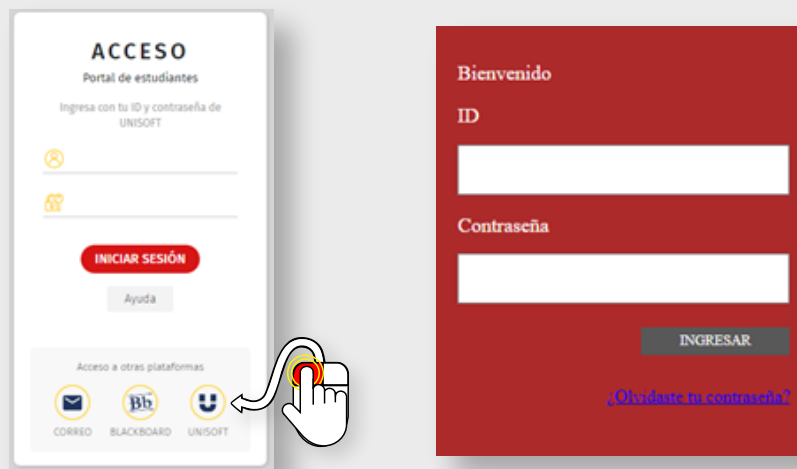 ACCESO
Portal de estudiantes
Ingresa con tu ID y contraseña de
UNISOFT
INICIAR SESIÓN
Ayuda
Acceso a otras plataformas
Bb
CORREO BLACKBOARD UNISOFT
Bienvenido
ID
Contraseña
INGRESAR
¿Olvidaste tu contraseña?